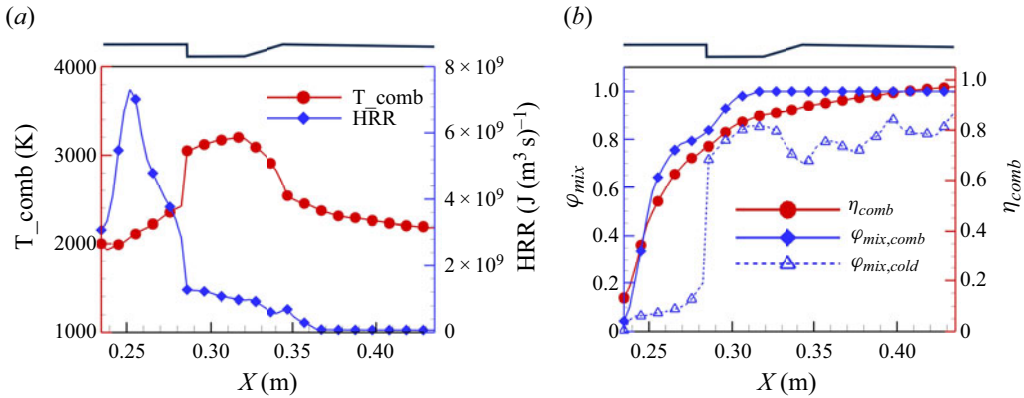 (a)
4000
3000
2000
1000
T_comb (K)
T_comb
HRR
8 × 10⁹
6 × 10⁹
4 × 10⁹
2 × 10⁹
0
HRR (J (m³ s)⁻¹)
0.25 0.30 0.35 0.40
X (m)
(b)
1.0
0.8
0.6
0.4
0.2
0
φmix
ηcomb
φmix,comb
φmix,cold
1.0
0.8
0.6
0.4
0.2
0
ηcomb
0.25 0.30 0.35 0.40
X (m)